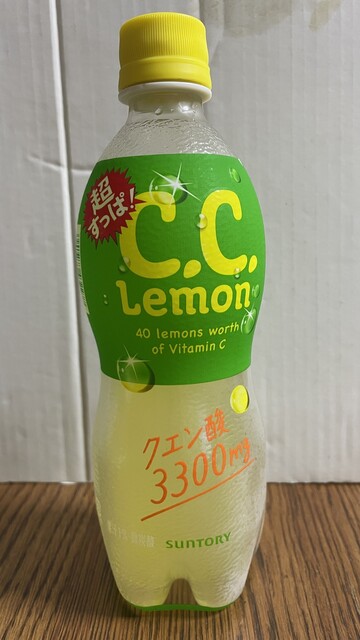 超
すっぱ!
C.C.
Lemon
40 lemons worth
of Vitamin C
クエン酸
3300mg
SUNTORY